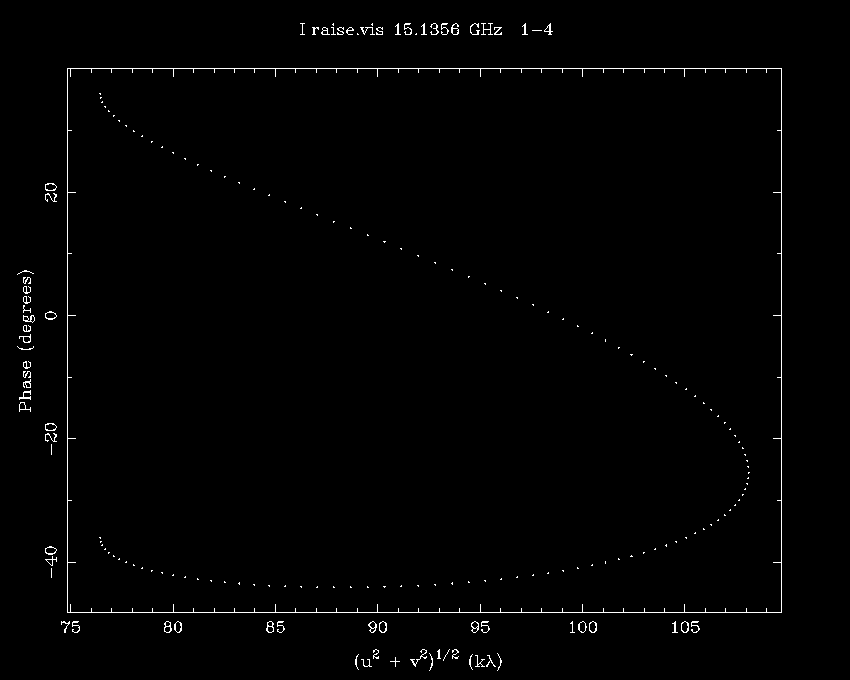 I raise.vis 15.1356 GHz 1−4
20
0
−20
−40
Phase (degrees)
75 80 85 90 95 100 105
(u² + v²)^1/2 (kλ)